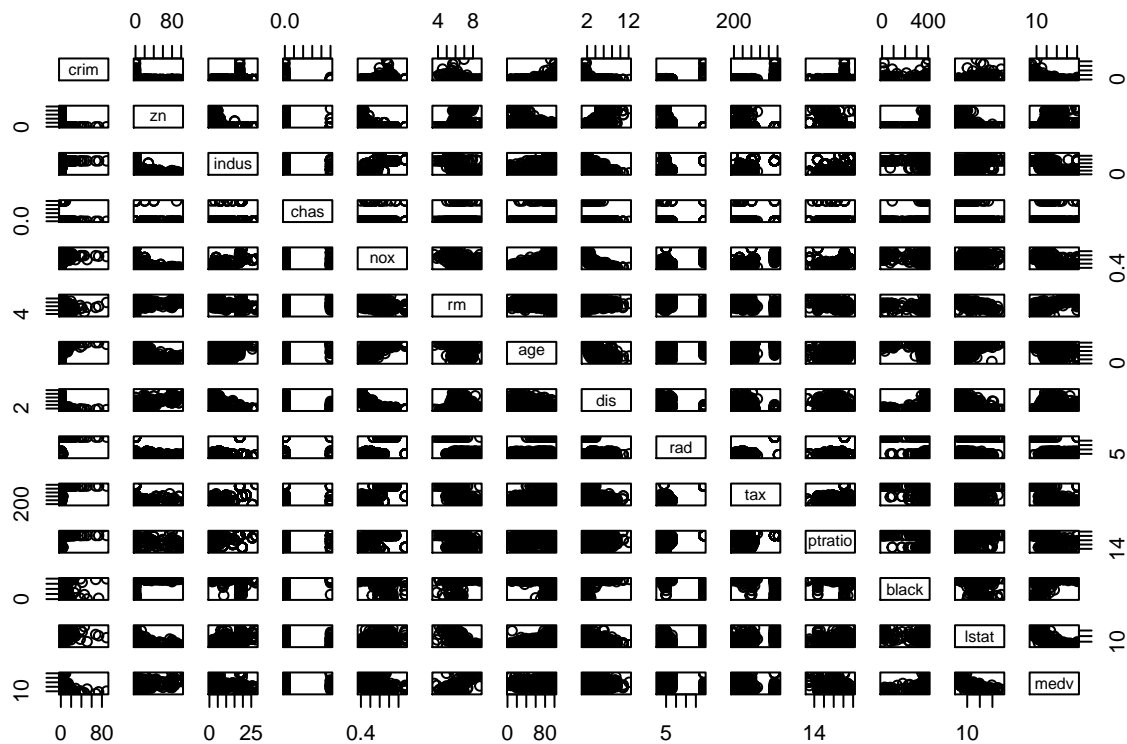 0 80 0.0 4 8 2 12 200 0 400 10
crim 0
0 zn
indus 0
0.0 chas
nox 0.4
4 rm
age 0
2 dis
rad 5
200 tax
ptratio 14
0 black
lstat 10
10 medv
0 80 0 25 0.4 0 80 5 14 10